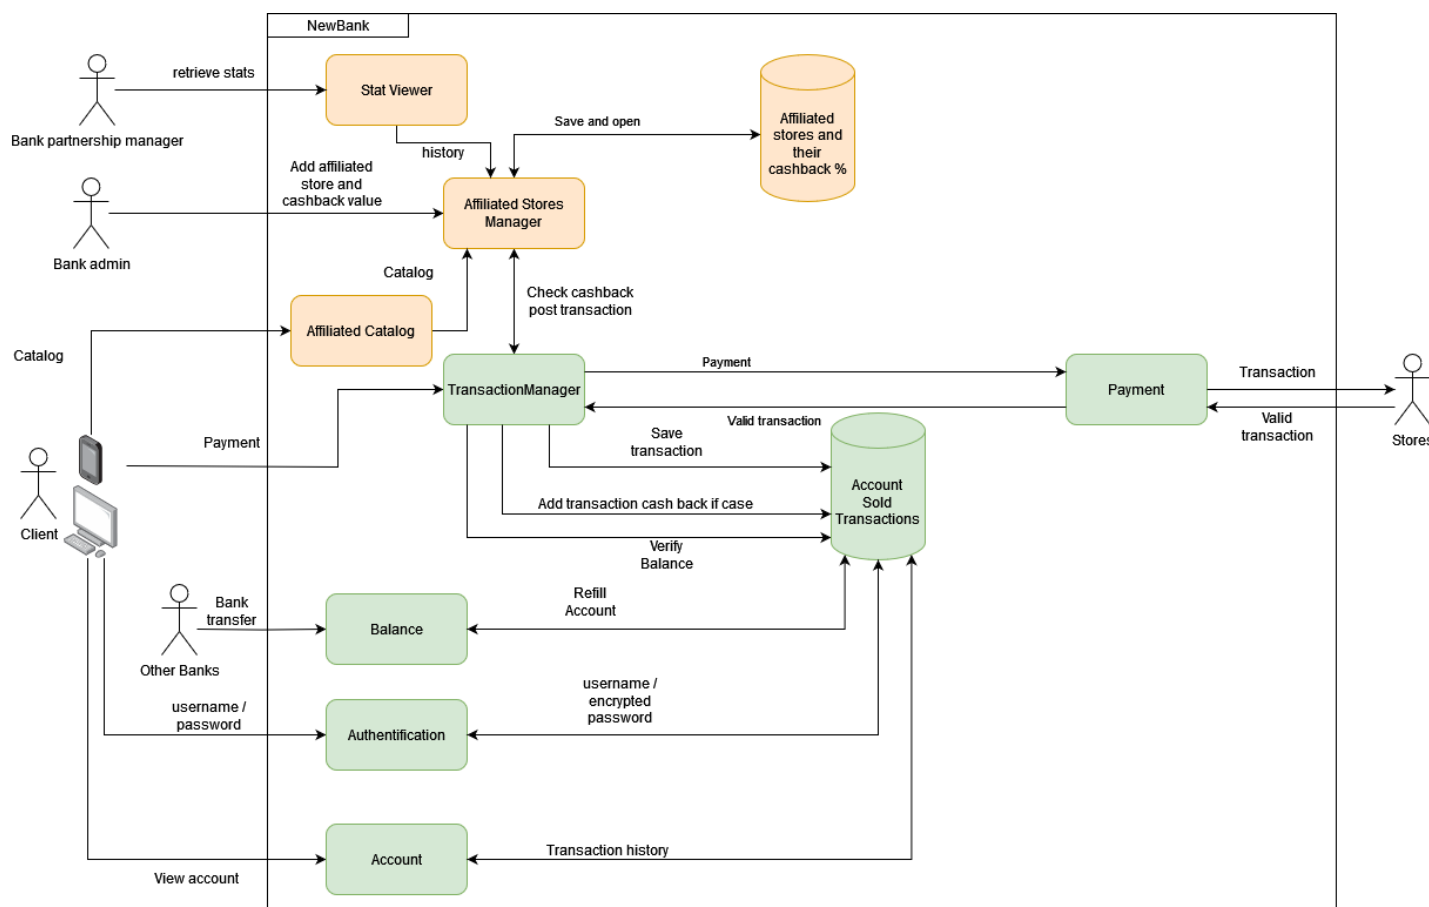 NewBank
retrieve stats
Stat Viewer
Bank partnership manager
Save and open
Affiliated
stores and
their
cashback %
history
Add affiliated
store and
cashback value
Affiliated Stores
Manager
Bank admin
Catalog
Check cashback
post transaction
Affiliated Catalog
Catalog
TransactionManager
Payment
Payment
Transaction
Valid transaction
Valid
transaction
Stores
Payment
Save
transaction
Account
Sold
Transactions
Add transaction cash back if case
Client
Verify
Balance
Bank
transfer
Refill
Account
Balance
Other Banks
username /
password
username /
encrypted
password
Authentification
Account
Transaction history
View account